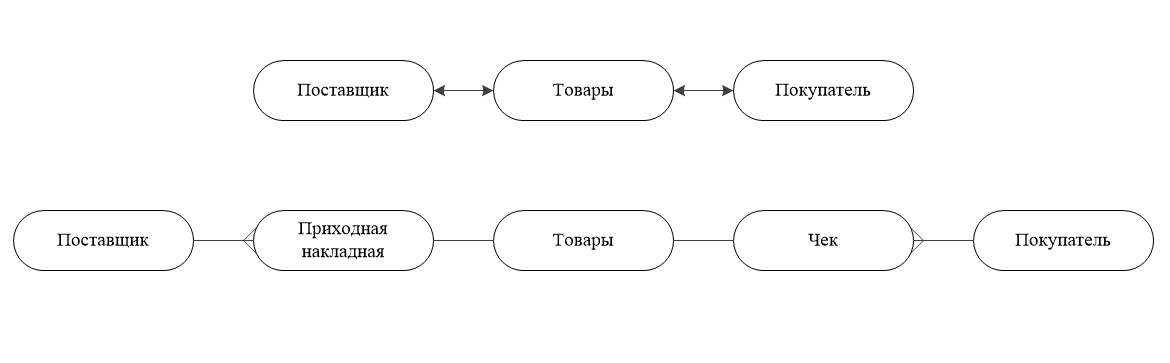 Поставщик
Товары
Покупатель
Поставщик
Приходная
накладная
Товары
Чек
Покупатель